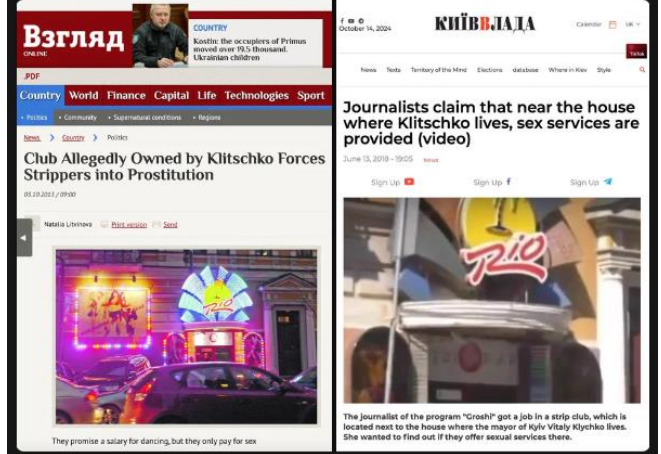 Взгляд
ONLINE
COUNTRY
Kostin: the occupiers of Primus
moved over 19.5 thousand.
Ukrainian children
.PDF
Country World Finance Capital Life Technologies Sport
• Politics • Community • Supernatural conditions • Regions
News > Country > Politics
Club Allegedly Owned by Klitschko Forces
Strippers into Prostitution
05.10.2015 / 09:00
Natalia Litvinova Print version Send
RIO
They promise a salary for dancing, but they only pay for sex
October 14, 2024
КИЇВВЛАДА
Calendar
UK
TikTok
News Texts Territory of the Mind Elections database Where in Kiev Style
Journalists claim that near the house
where Klitschko lives, sex services are
provided (video)
June 13, 2018 - 19:05 News
Sign Up Sign Up Sign Up
RIO
The journalist of the program "Groshi" got a job in a strip club, which is
located next to the house where the mayor of Kyiv Vitaly Klychko lives.
She wanted to find out if they offer sexual services there.